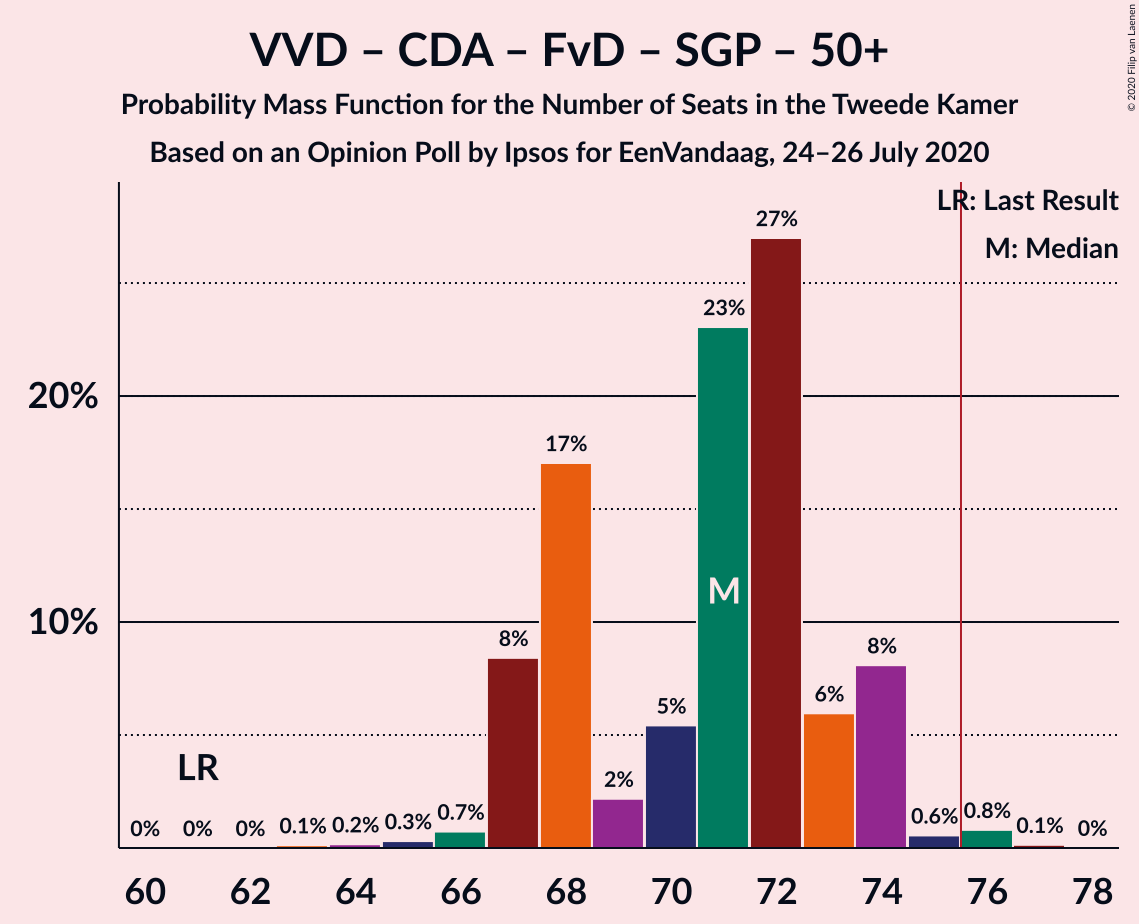 VVD – CDA – FvD – SGP – 50+
Probability Mass Function for the Number of Seats in the Tweede Kamer
Based on an Opinion Poll by Ipsos for EenVandaag, 24–26 July 2020
© 2020 Filip van Laenen
LR: Last Result
M: Median
27%
23%
20%
17%
M
10%
8%
8%
6%
5%
LR
2%
0%
0%
0%
0.1%
0.2%
0.3%
0.7%
0.6%
0.8%
0.1%
0%
60 62 64 66 68 70 72 74 76 78